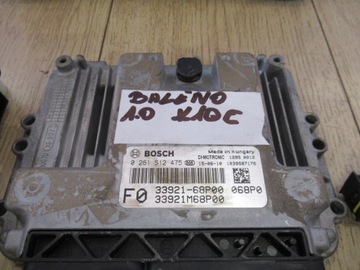 BALENO
1.0 K10C
BOSCH
Made in Hungary
0 261 S12 475
F0
33921-68P00 068P0
33921M68P00